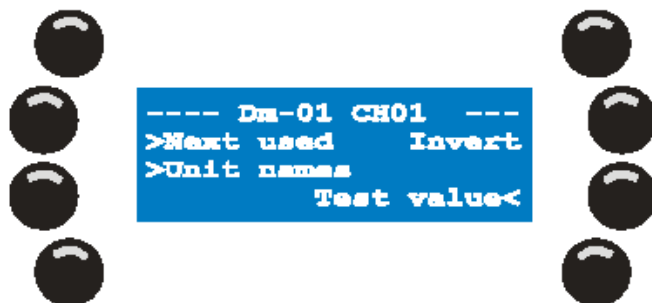 ---- Dm-01 CH01 ---
>Next used Invert
>Unit names
Test value<